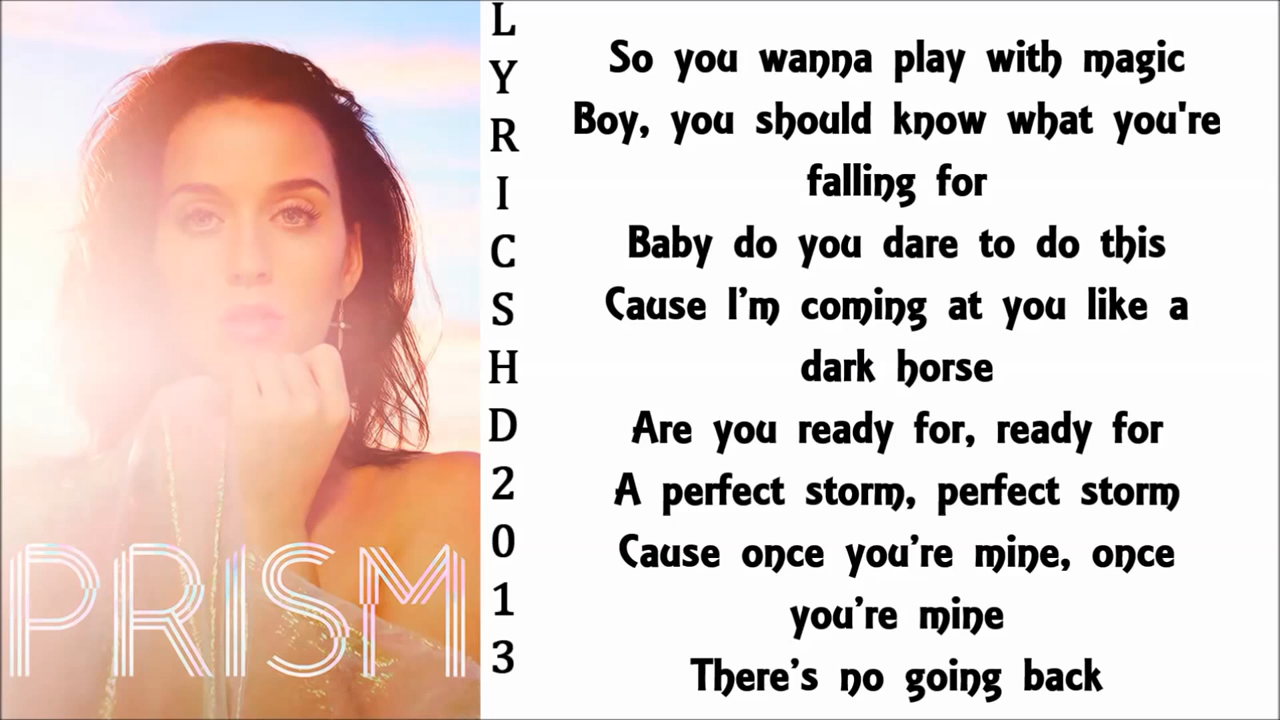 PRISM
LYRICSHD2013
So you wanna play with magic
Boy, you should know what you're
falling for
Baby do you dare to do this
Cause I’m coming at you like a
dark horse
Are you ready for, ready for
A perfect storm, perfect storm
Cause once you’re mine, once
you’re mine
There’s no going back